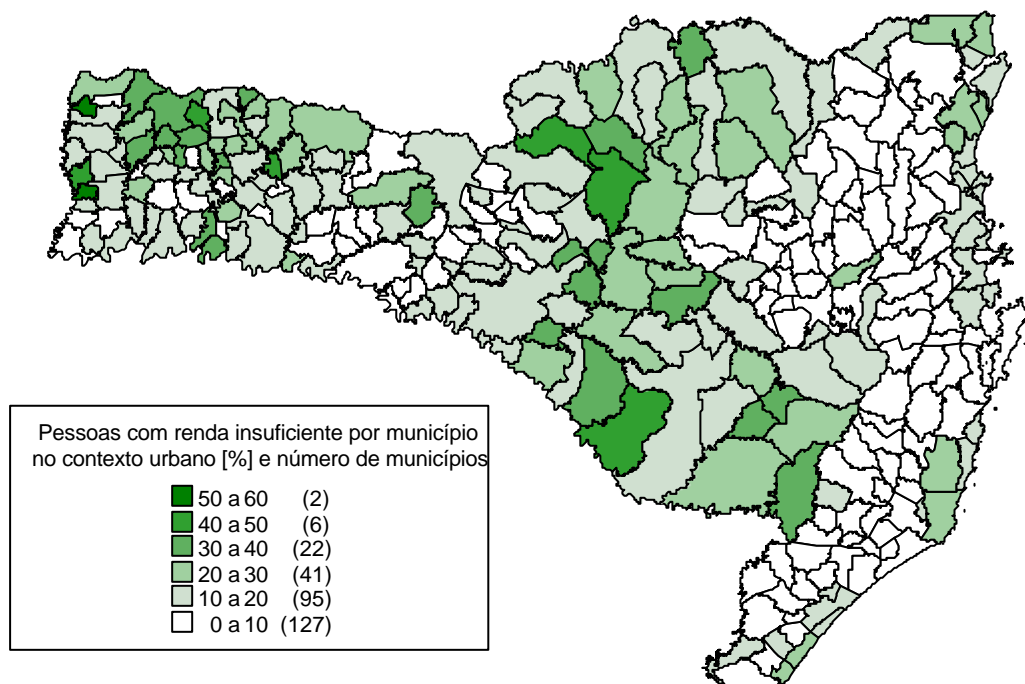 Pessoas com renda insuficiente por município
no contexto urbano [%] e número de municípios
50 a 60 (2)
40 a 50 (6)
30 a 40 (22)
20 a 30 (41)
10 a 20 (95)
0 a 10 (127)